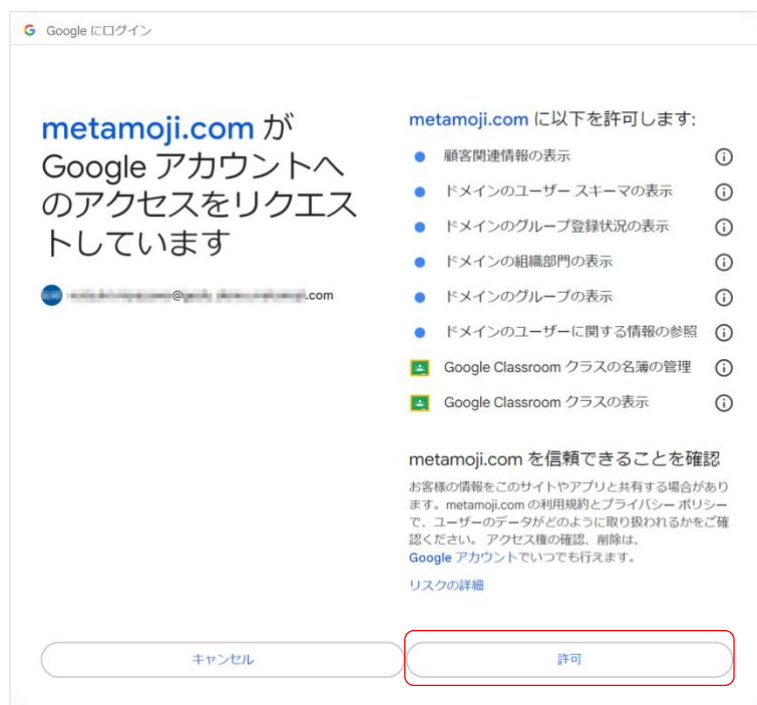 Google にログイン
metamoji.com が
Google アカウントへ
のアクセスをリクエス
トしています
.com
metamoji.com に以下を許可します:
顧客関連情報の表示
ドメインのユーザー スキーマの表示
ドメインのグループ登録状況の表示
ドメインの組織部門の表示
ドメインのグループの表示
ドメインのユーザーに関する情報の参照
Google Classroom クラスの名簿の管理
Google Classroom クラスの表示
metamoji.com を信頼できることを確認
お客様の情報をこのサイトやアプリと共有する場合があり
ます。metamoji.com の利用規約とプライバシー ポリシー
で、ユーザーのデータがどのように取り扱われるかをご確
認ください。 アクセス権の確認、削除は、
Google アカウントでいつでも行えます。
リスクの詳細
キャンセル
許可